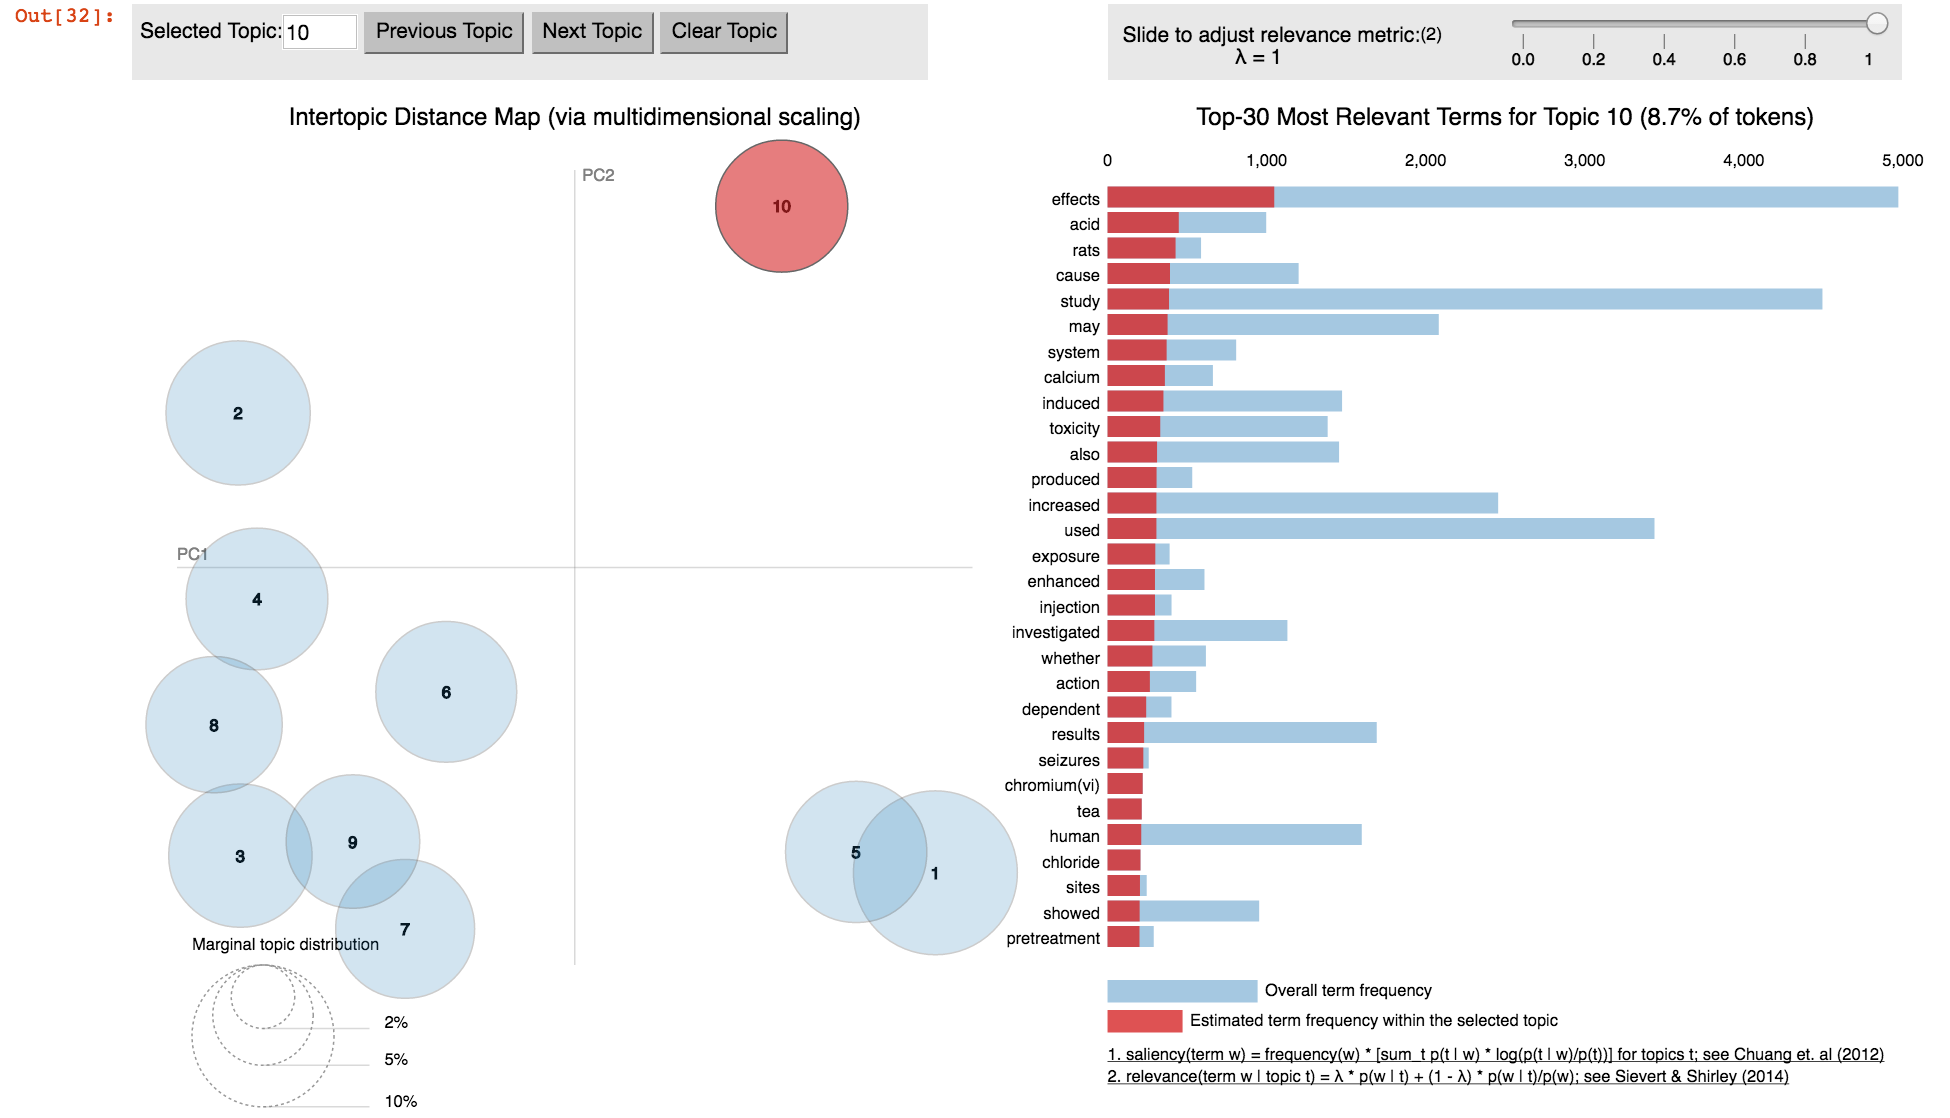 Out[32]:
Selected Topic: 10 Previous Topic Next Topic Clear Topic
Slide to adjust relevance metric:(2)
λ = 1
0.0 0.2 0.4 0.6 0.8 1
Intertopic Distance Map (via multidimensional scaling)
PC2
PC1
10
2
4
6
8
3
9
7
5
1
Marginal topic distribution
2%
5%
10%
Top-30 Most Relevant Terms for Topic 10 (8.7% of tokens)
0 1,000 2,000 3,000 4,000 5,000
effects
acid
rats
cause
study
may
system
calcium
induced
toxicity
also
produced
increased
used
exposure
enhanced
injection
investigated
whether
action
dependent
results
seizures
chromium(vi)
tea
human
chloride
sites
showed
pretreatment
Overall term frequency
Estimated term frequency within the selected topic
1. saliency(term w) = frequency(w) * [sum_t p(t | w) * log(p(t | w)/p(t))] for topics t; see Chuang et. al (2012)
2. relevance(term w | topic t) = λ * p(w | t) + (1 - λ) * p(w | t)/p(w); see Sievert & Shirley (2014)